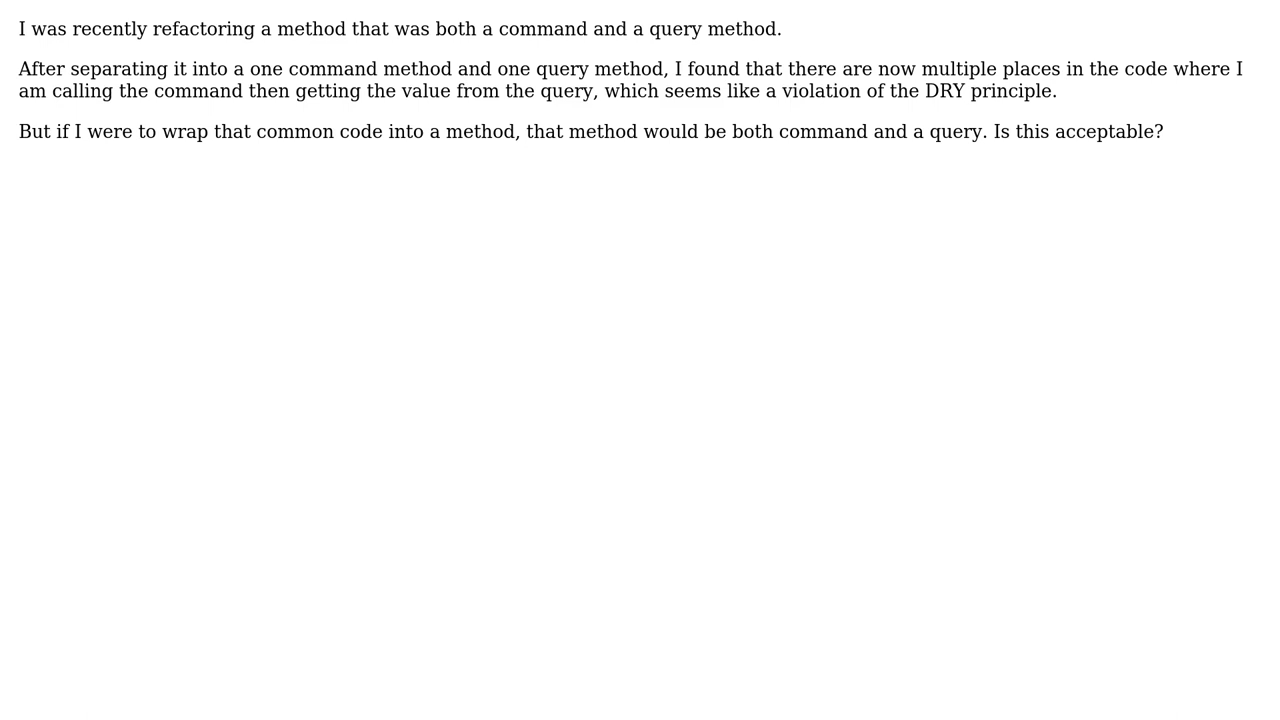 I was recently refactoring a method that was both a command and a query method.
After separating it into a one command method and one query method, I found that there are now multiple places in the code where I
am calling the command then getting the value from the query, which seems like a violation of the DRY principle.
But if I were to wrap that common code into a method, that method would be both command and a query. Is this acceptable?